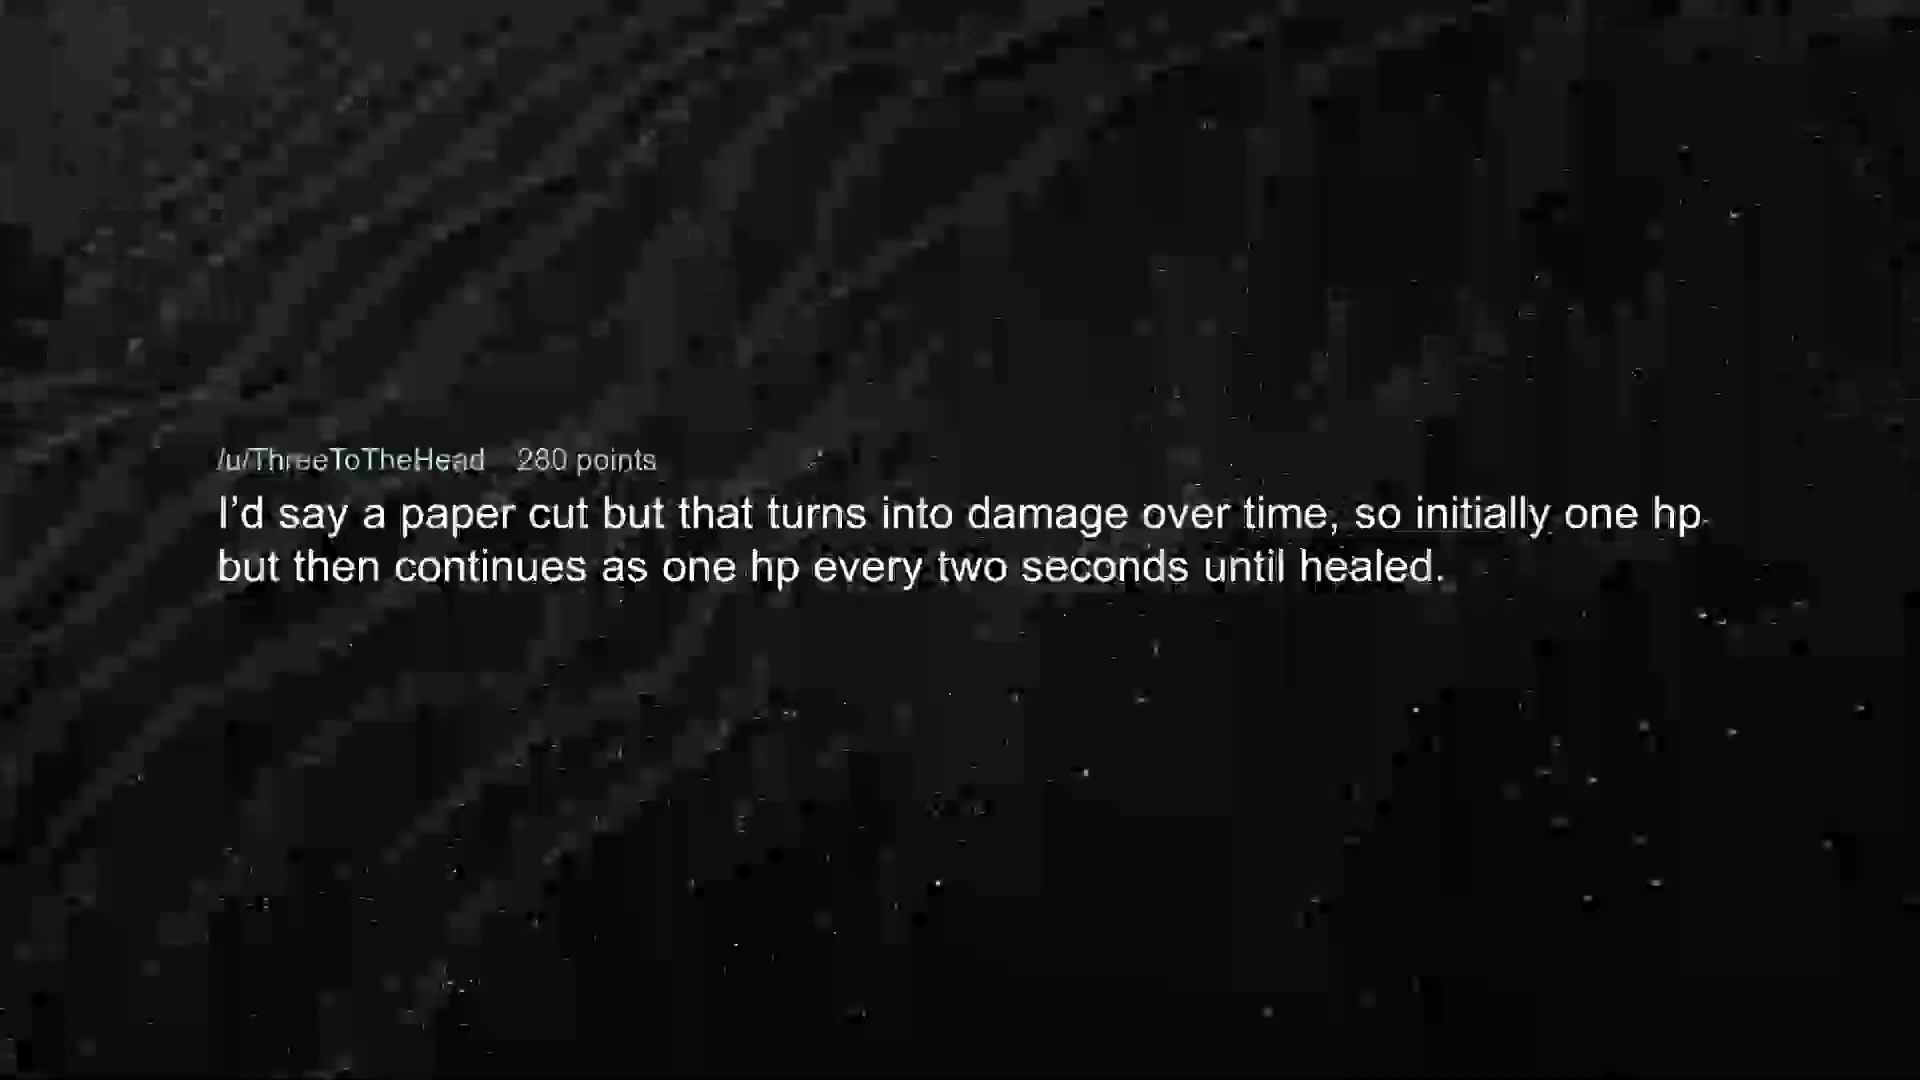 /u/ThreeToTheHead 280 points
I’d say a paper cut but that turns into damage over time, so initially one hp
but then continues as one hp every two seconds until healed.